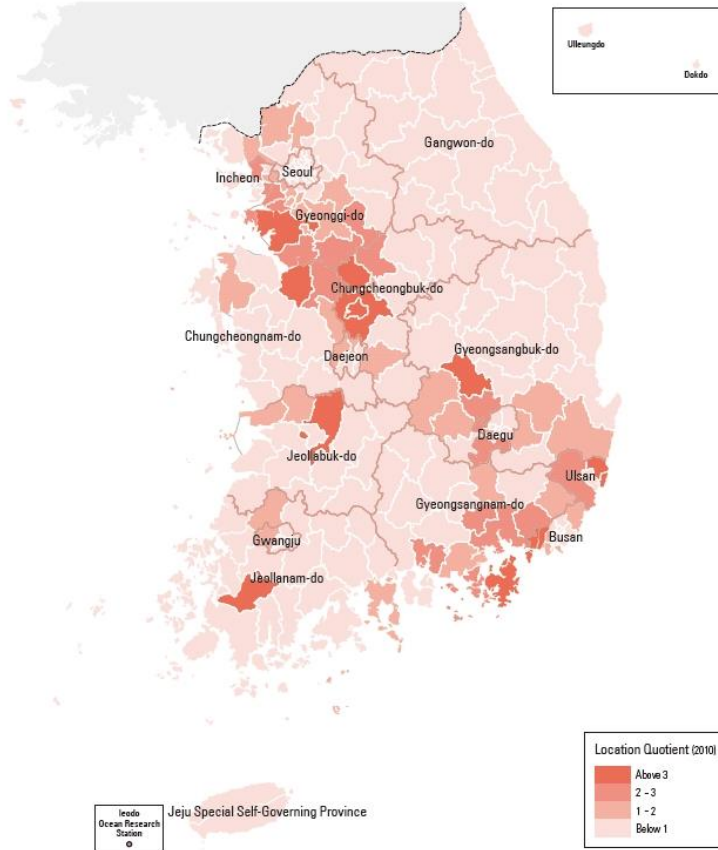 Ulleungdo
Dokdo
Gangwon-do
Incheon
Seoul
Gyeonggi-do
Chungcheongbuk-do
Chungcheongnam-do
Daejeon
Gyeongsangbuk-do
Daegu
Jeollabuk-do
Ulsan
Gyeongsangnam-do
Busan
Gwangju
Jeollanam-do
Location Quotient (2010)
Above 3
2 - 3
1 - 2
Below 1
Ieodo
Ocean Research
Station
Jeju Special Self-Governing Province